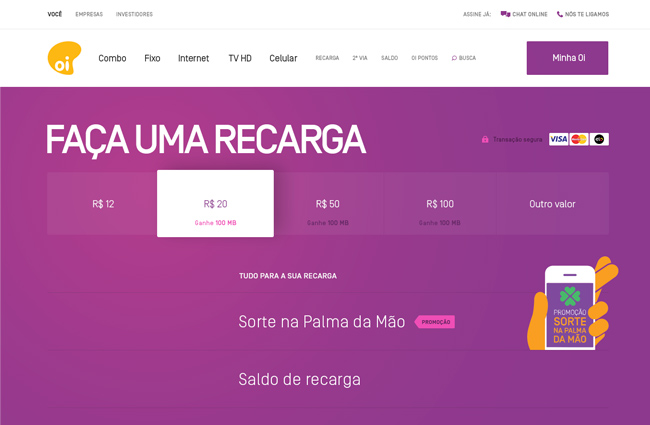 VOCÊ EMPRESAS INVESTIDORES ASSINE JÁ: CHAT ONLINE NÓS TE LIGAMOS
oi Combo Fixo Internet TV HD Celular RECARGA 2ª VIA SALDO OI PONTOS BUSCA Minha Oi
FAÇA UMA RECARGA
Transação segura VISA
R$ 12 R$ 20 R$ 50 R$ 100 Outro valor
Ganhe 100 MB Ganhe 100 MB Ganhe 100 MB
TUDO PARA A SUA RECARGA
Sorte na Palma da Mão PROMOÇÃO
PROMOÇÃO
SORTE
NA PALMA
DA MÃO
Saldo de recarga